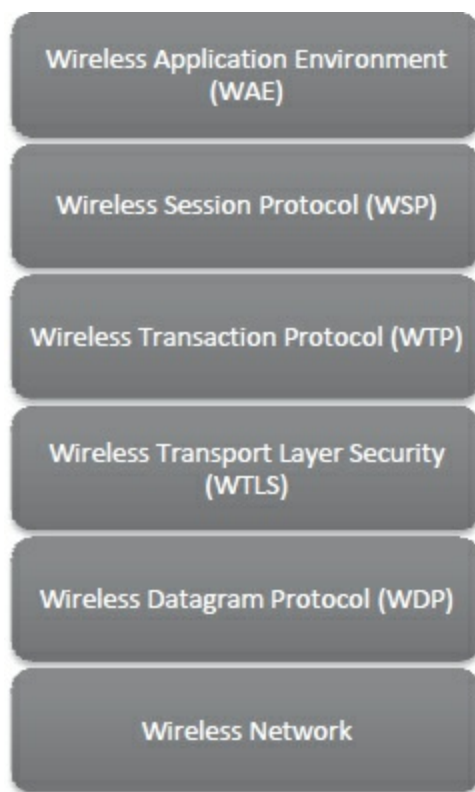 Wireless Application Environment
(WAE)
Wireless Session Protocol (WSP)
Wireless Transaction Protocol (WTP)
Wireless Transport Layer Security
(WTLS)
Wireless Datagram Protocol (WDP)
Wireless Network